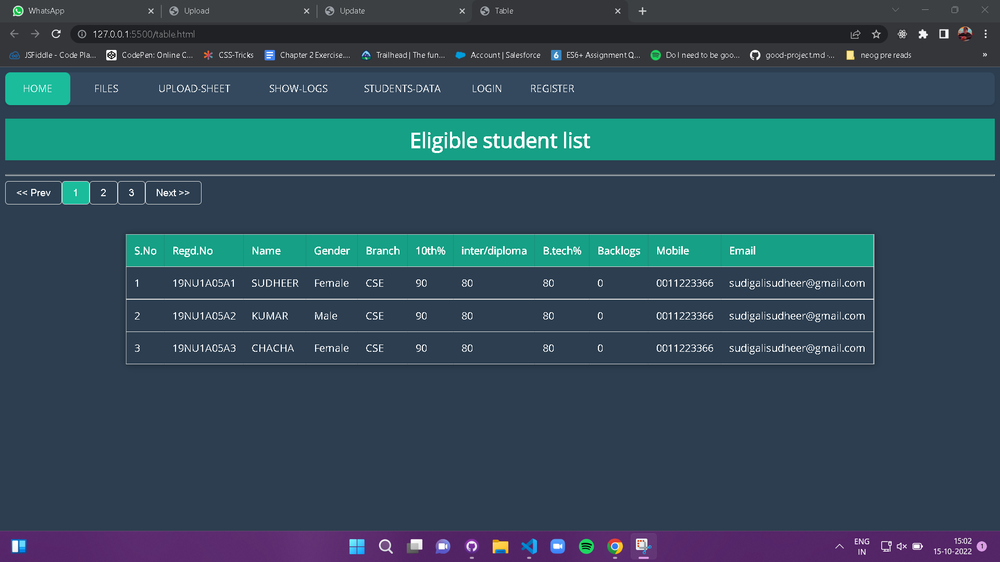 WhatsApp Upload Update Table
127.0.0.1:5500/table.html
JSFiddle - Code Pla... CodePen: Online C... CSS-Tricks Chapter 2 Exercise.... Trailhead | The fun... Account | Salesforce 6 ES6+ Assignment Q... Do I need to be goo... good-project.md ·... neog pre reads »
HOME FILES UPLOAD-SHEET SHOW-LOGS STUDENTS-DATA LOGIN REGISTER
Eligible student list
<< Prev 1 2 3 Next >>
S.No Regd.No Name Gender Branch 10th% inter/diploma B.tech% Backlogs Mobile Email
1 19NU1A05A1 SUDHEER Female CSE 90 80 80 0 0011223366 sudigalisudheer@gmail.com
2 19NU1A05A2 KUMAR Male CSE 90 80 80 0 0011223366 sudigalisudheer@gmail.com
3 19NU1A05A3 CHACHA Female CSE 90 80 80 0 0011223366 sudigalisudheer@gmail.com
ENG 15:02
IN 15-10-2022 1